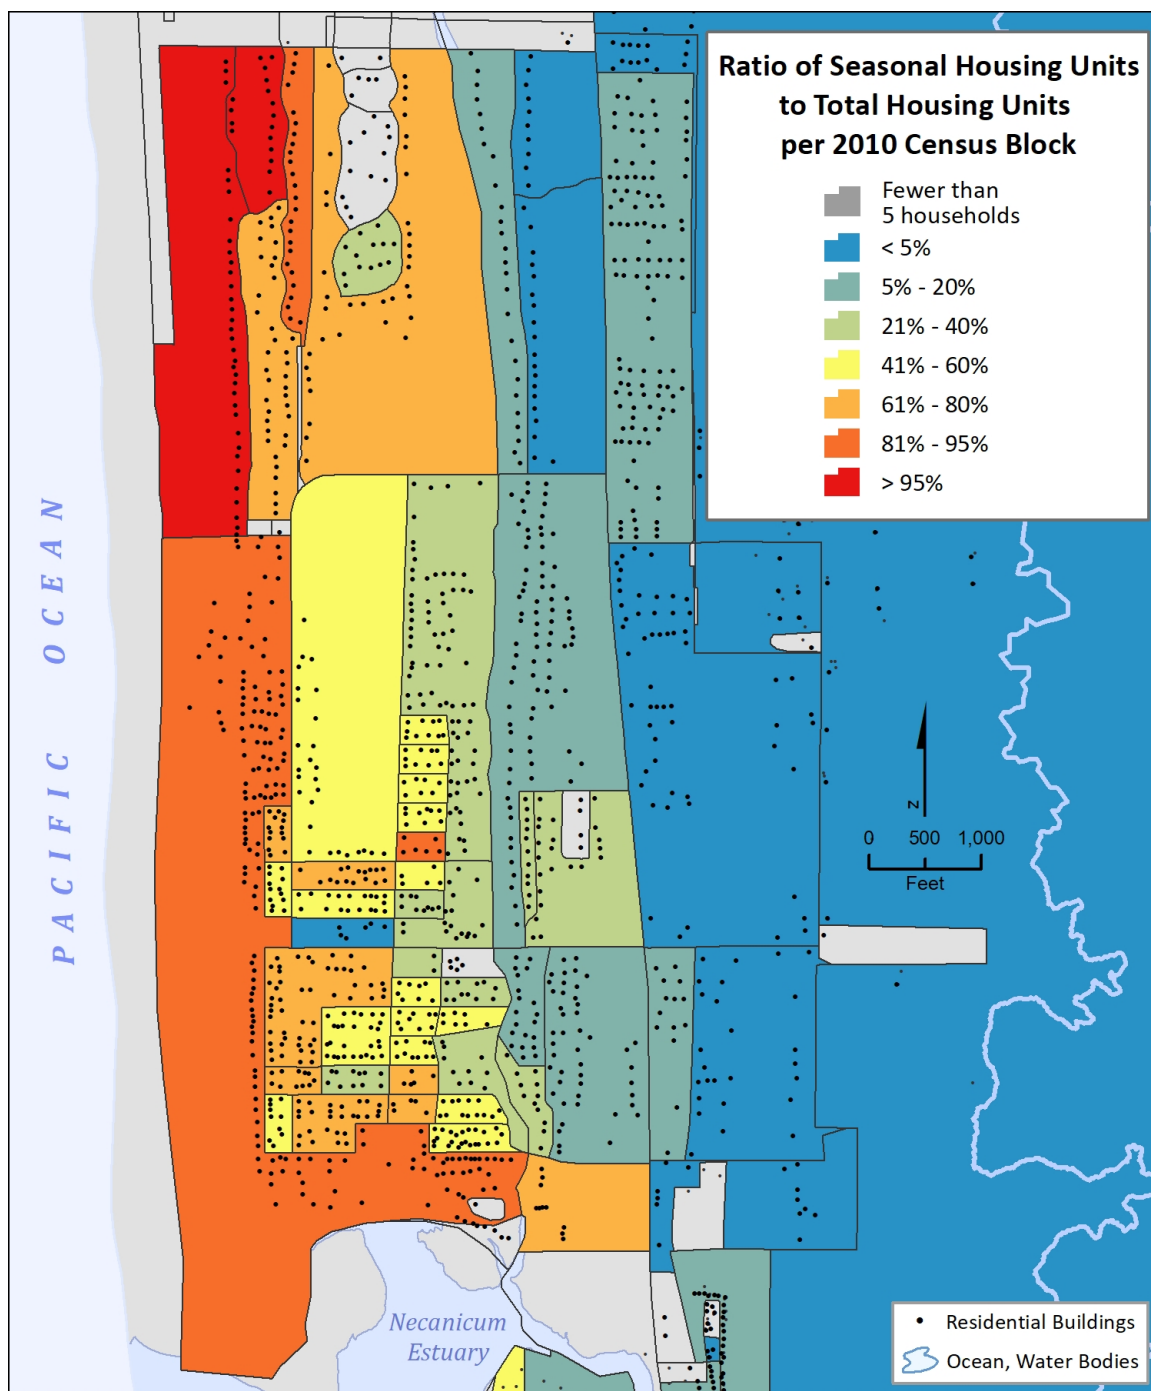 Ratio of Seasonal Housing Units
to Total Housing Units
per 2010 Census Block
Fewer than
5 households
< 5%
5% - 20%
21% - 40%
41% - 60%
61% - 80%
81% - 95%
> 95%
PACIFIC OCEAN
N
0 500 1,000
Feet
Necanicum
Estuary
Residential Buildings
Ocean, Water Bodies